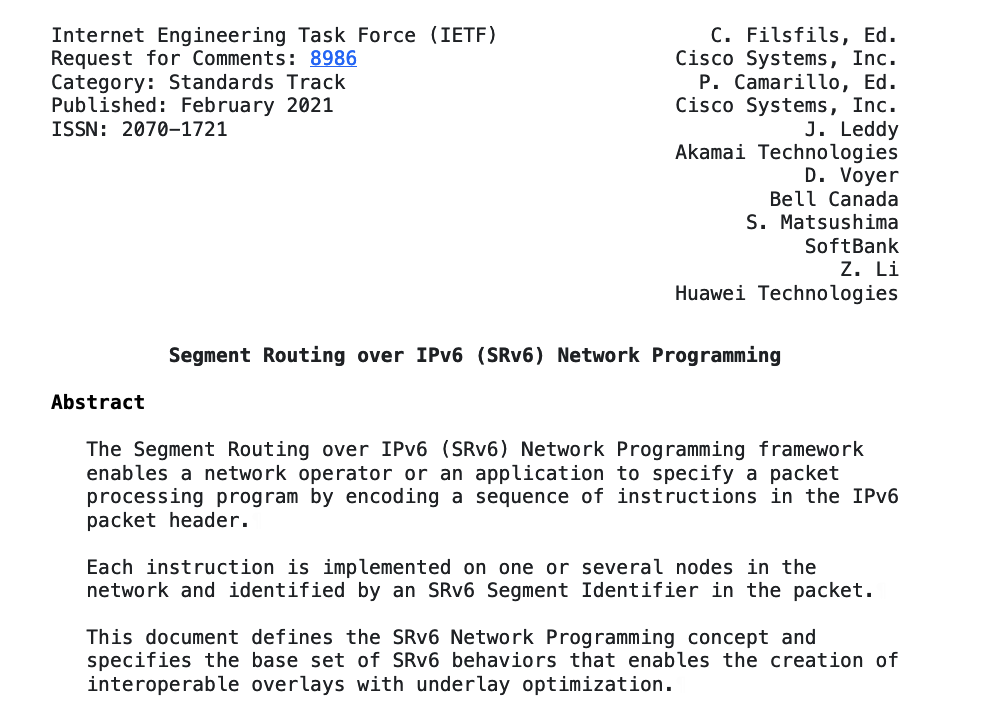 Internet Engineering Task Force (IETF) C. Filsfils, Ed.
Request for Comments: 8986 Cisco Systems, Inc.
Category: Standards Track P. Camarillo, Ed.
Published: February 2021 Cisco Systems, Inc.
ISSN: 2070-1721 J. Leddy
Akamai Technologies
D. Voyer
Bell Canada
S. Matsushima
SoftBank
Z. Li
Huawei Technologies
Segment Routing over IPv6 (SRv6) Network Programming
Abstract
The Segment Routing over IPv6 (SRv6) Network Programming framework
enables a network operator or an application to specify a packet
processing program by encoding a sequence of instructions in the IPv6
packet header.
Each instruction is implemented on one or several nodes in the
network and identified by an SRv6 Segment Identifier in the packet.
This document defines the SRv6 Network Programming concept and
specifies the base set of SRv6 behaviors that enables the creation of
interoperable overlays with underlay optimization.